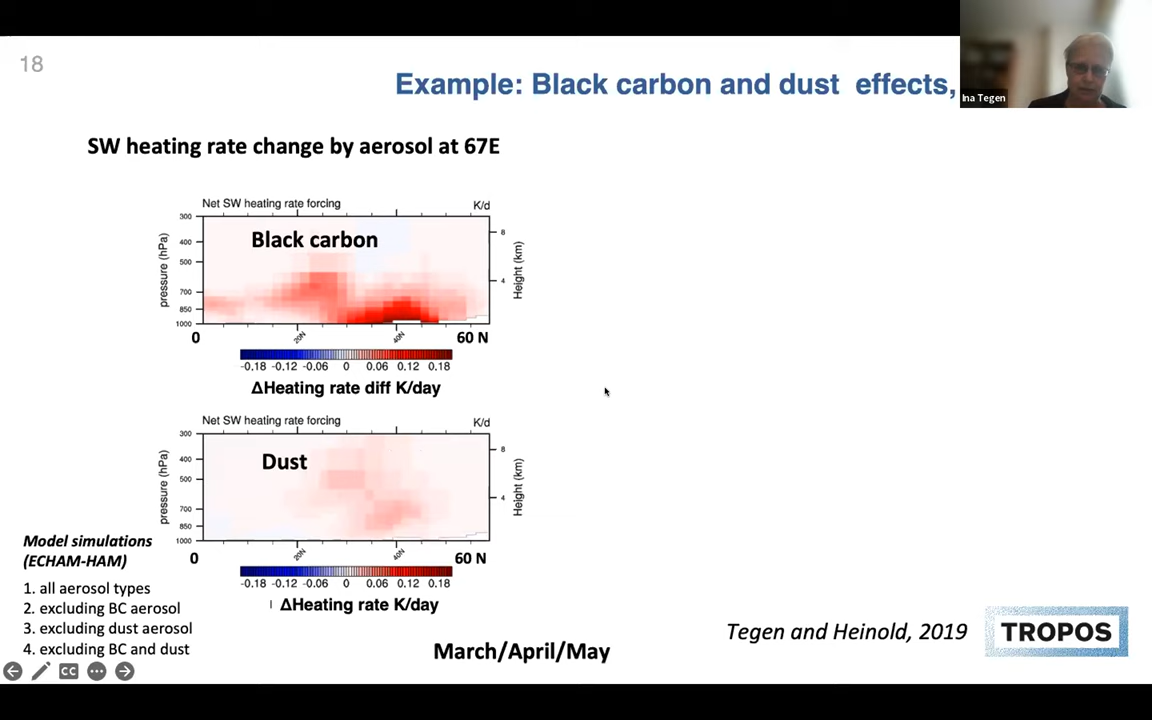 18
Example: Black carbon and dust effects,
Ina Tegen
SW heating rate change by aerosol at 67E
Net SW heating rate forcing K/d
Black carbon
300
400
500
700
850
1000
pressure (hPa)
8
4
Height (km)
0 20N 40N 60 N
-0.18 -0.12 -0.06 0 0.06 0.12 0.18
ΔHeating rate diff K/day
Net SW heating rate forcing K/d
Dust
300
400
500
700
850
1000
pressure (hPa)
8
4
Height (km)
0 20N 40N 60 N
-0.18 -0.12 -0.06 0 0.06 0.12 0.18
ΔHeating rate K/day
Model simulations
(ECHAM-HAM)
1. all aerosol types
2. excluding BC aerosol
3. excluding dust aerosol
4. excluding BC and dust
March/April/May
Tegen and Heinold, 2019
TROPOS
CC